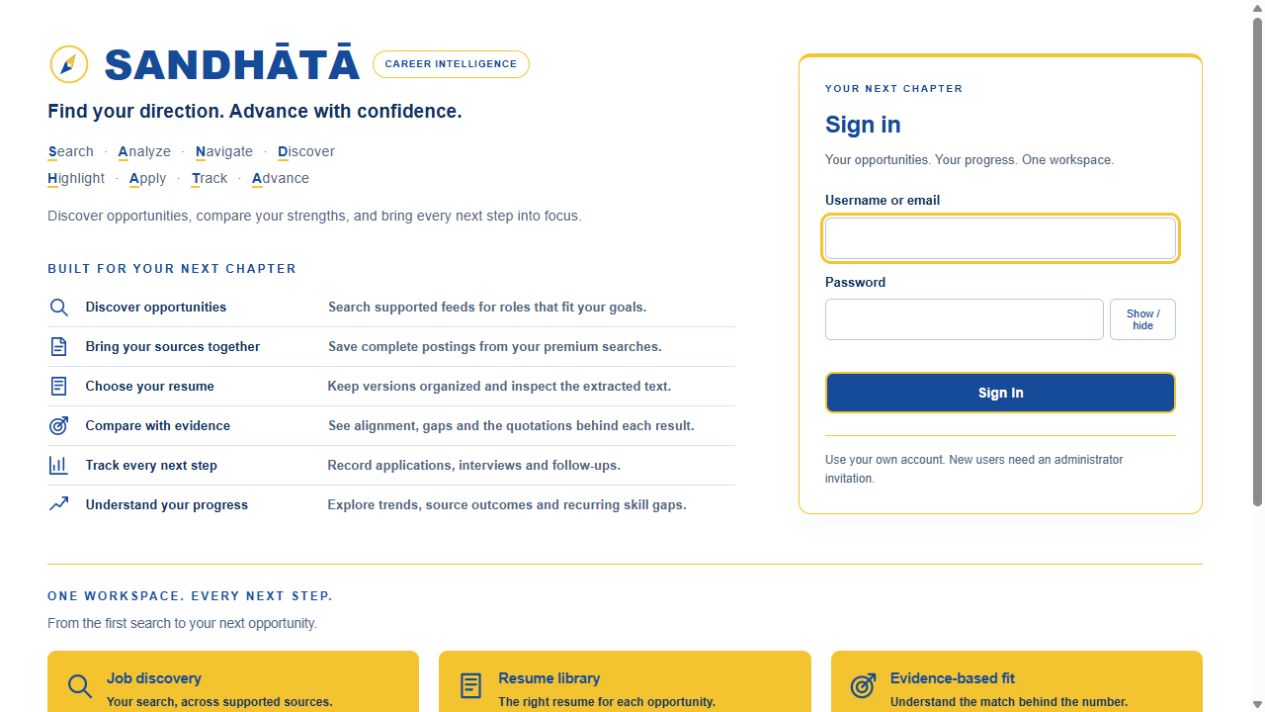 SANDHĀTĀ
CAREER INTELLIGENCE
Find your direction. Advance with confidence.
Search · Analyze · Navigate · Discover
Highlight · Apply · Track · Advance
Discover opportunities, compare your strengths, and bring every next step into focus.
BUILT FOR YOUR NEXT CHAPTER
Discover opportunities Search supported feeds for roles that fit your goals.
Bring your sources together Save complete postings from your premium searches.
Choose your resume Keep versions organized and inspect the extracted text.
Compare with evidence See alignment, gaps and the quotations behind each result.
Track every next step Record applications, interviews and follow-ups.
Understand your progress Explore trends, source outcomes and recurring skill gaps.
YOUR NEXT CHAPTER
Sign in
Your opportunities. Your progress. One workspace.
Username or email
Password
Show /
hide
Sign In
Use your own account. New users need an administrator
invitation.
ONE WORKSPACE. EVERY NEXT STEP.
From the first search to your next opportunity.
Job discovery
Your search, across supported sources.
Resume library
The right resume for each opportunity.
Evidence-based fit
Understand the match behind the number.